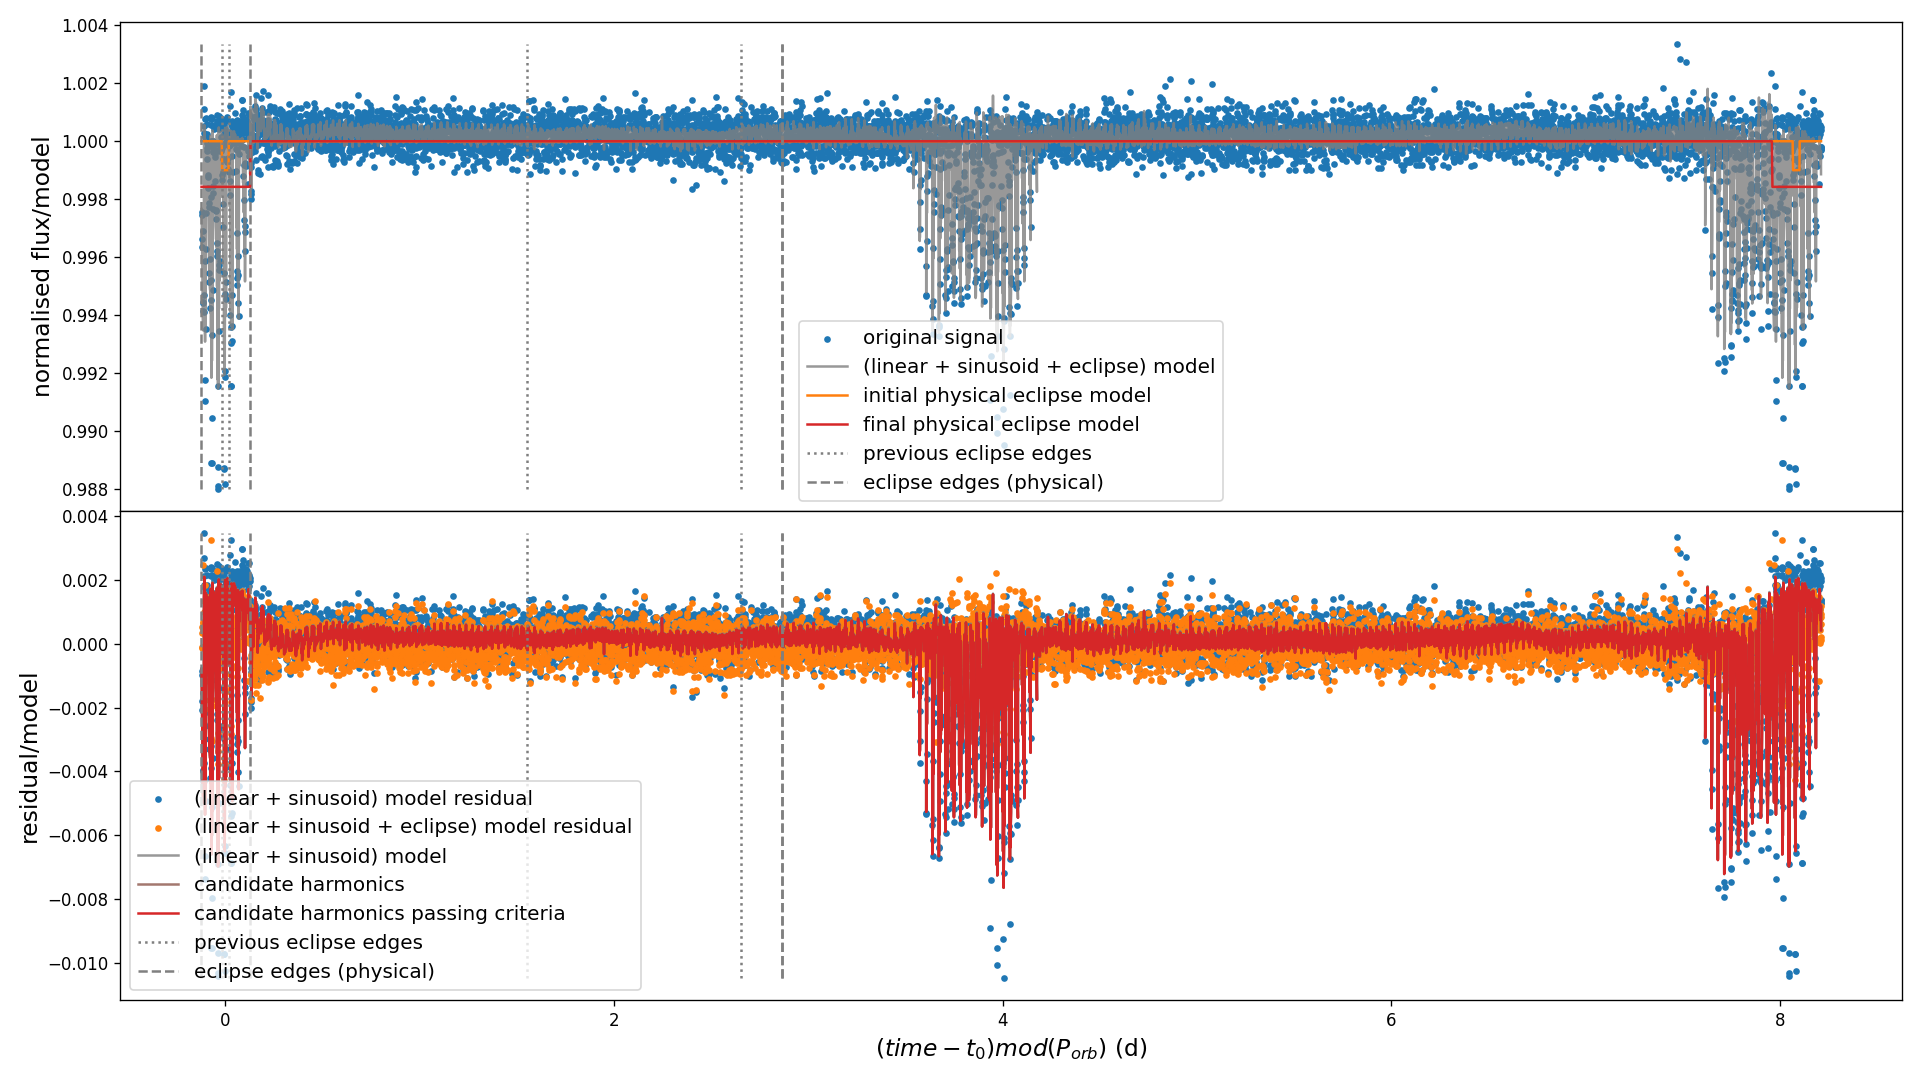 1.004
1.002
1.000
0.998
0.996
0.994
0.992
0.990
0.988
normalised flux/model
original signal
(linear + sinusoid + eclipse) model
initial physical eclipse model
final physical eclipse model
previous eclipse edges
eclipse edges (physical)
0.004
0.002
0.000
−0.002
−0.004
−0.006
−0.008
−0.010
residual/model
(linear + sinusoid) model residual
(linear + sinusoid + eclipse) model residual
(linear + sinusoid) model
candidate harmonics
candidate harmonics passing criteria
previous eclipse edges
eclipse edges (physical)
0 2 4 6 8
(time − t₀)mod(P_orb) (d)